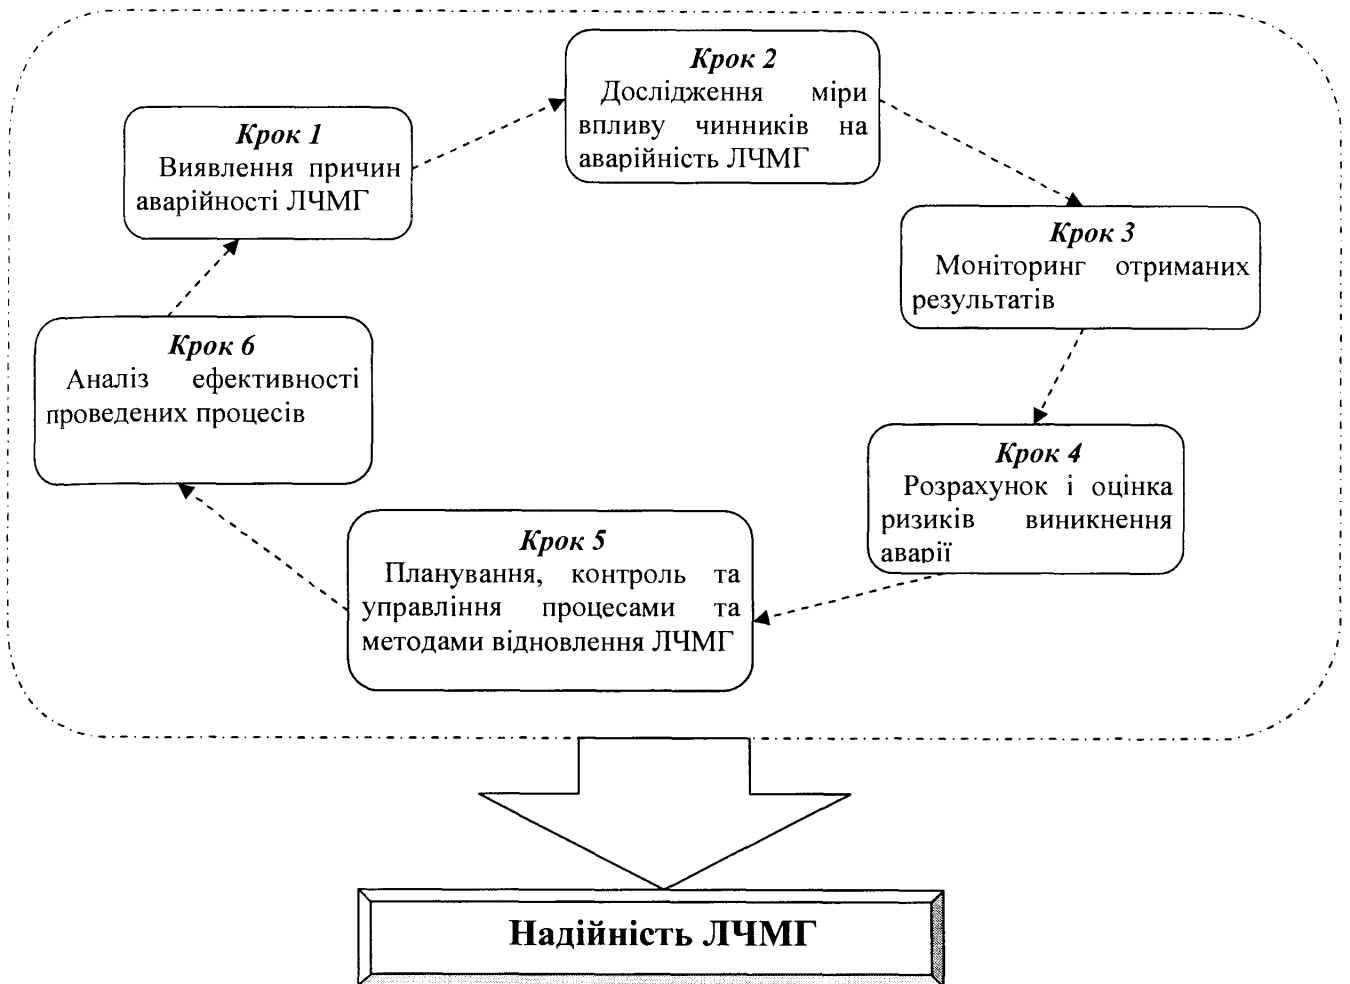 Крок 1
Виявлення причин
аварійності ЛЧМГ
Крок 2
Дослідження міри
впливу чинників на
аварійність ЛЧМГ
Крок 3
Моніторинг отриманих
результатів
Крок 4
Розрахунок і оцінка
ризиків виникнення
аварії
Крок 5
Планування, контроль та
управління процесами та
методами відновлення ЛЧМГ
Крок 6
Аналіз ефективності
проведених процесів
Надійність ЛЧМГ